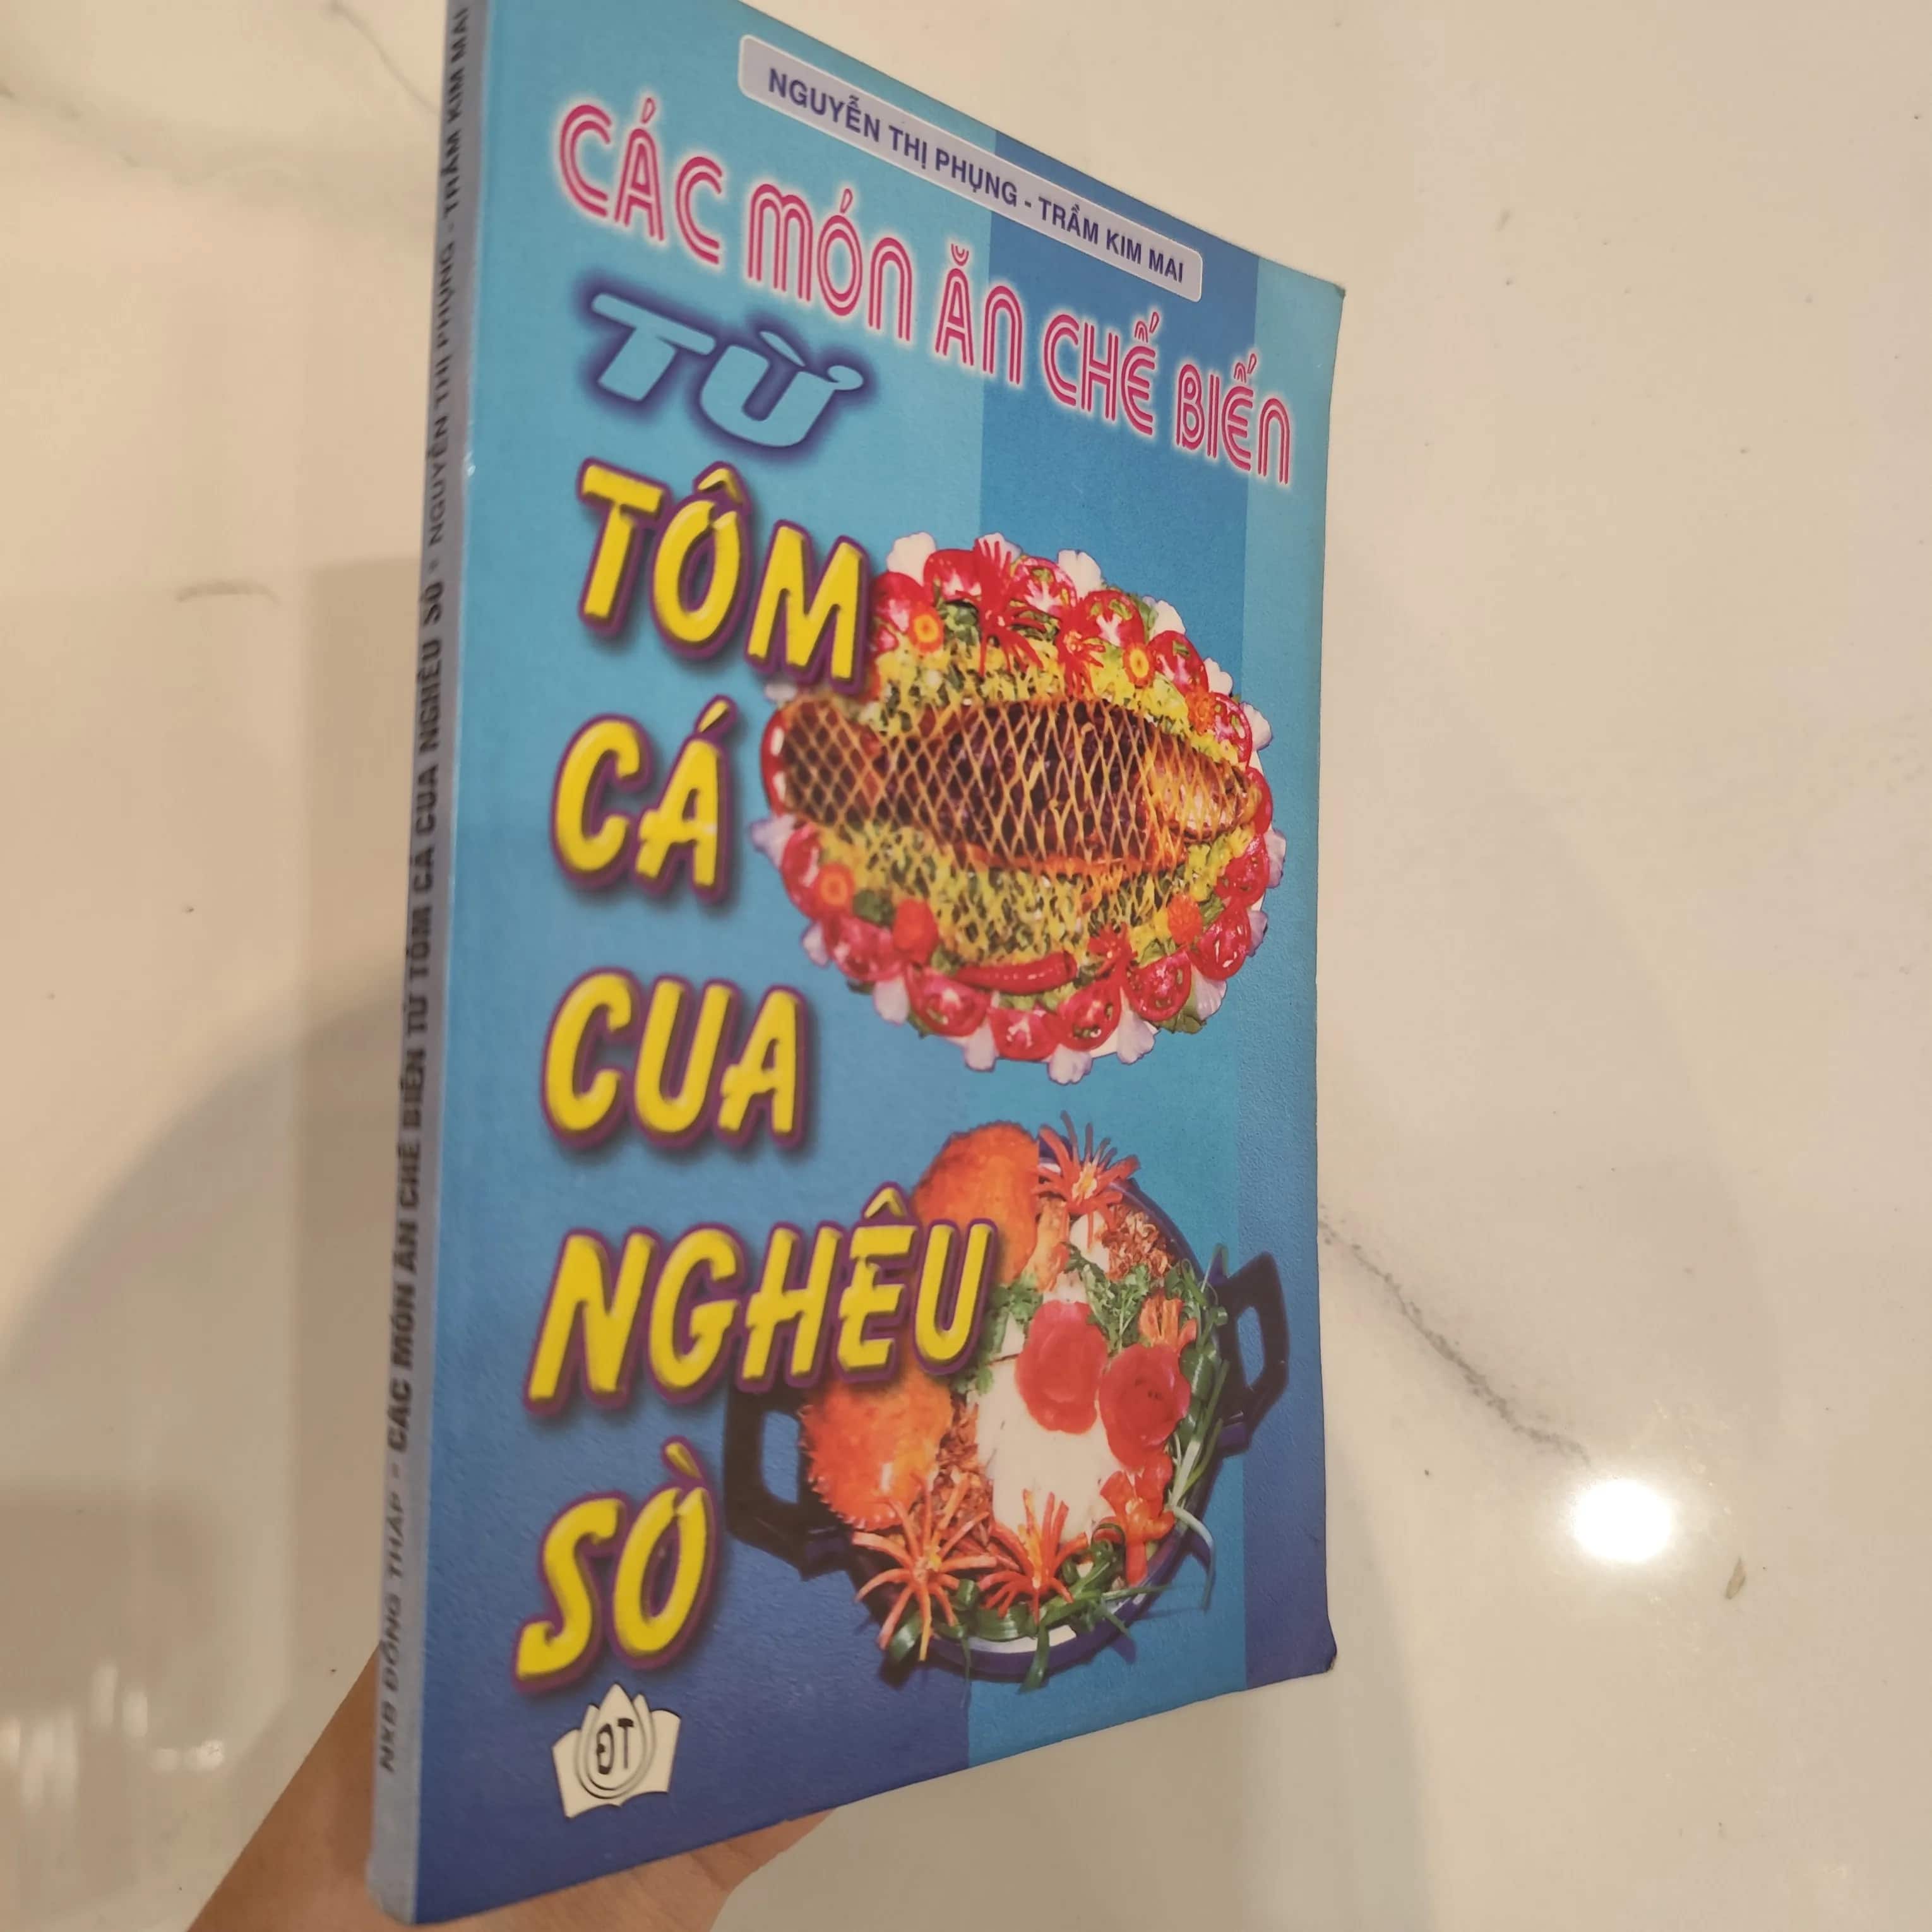 NGUYỄN THỊ PHỤNG - TRẦM KIM MAI
CÁC MÓN ĂN CHẾ BIẾN
TỪ
TÔM
CÁ
CUA
NGHÊU
SÒ
ĐT
NXB ĐỒNG THÁP - CÁC MÓN ĂN CHẾ BIẾN TỪ TÔM CÁ CUA NGHÊU SÒ - NGUYỄN THỊ PHỤNG - TRẦM KIM MAI